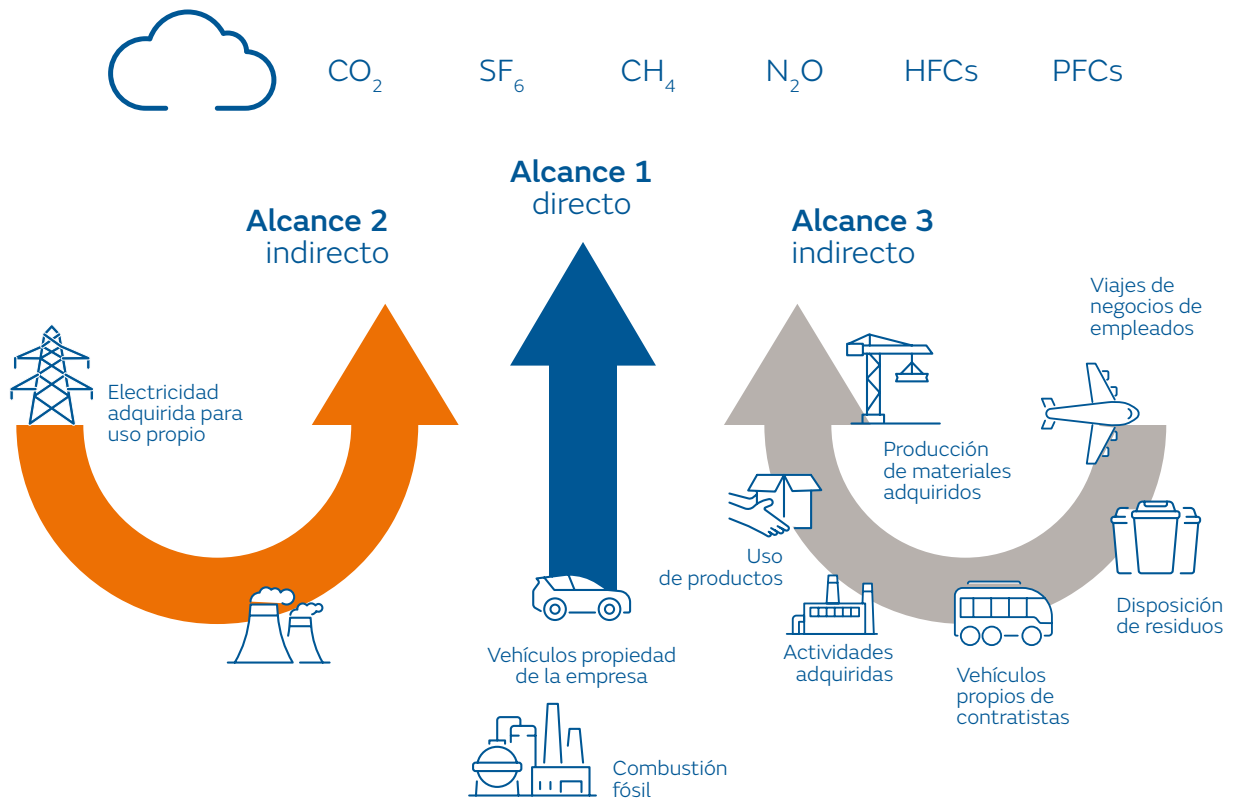 CO₂ SF₆ CH₄ N₂O HFCs PFCs
Alcance 1
directo
Alcance 2
indirecto
Alcance 3
indirecto
Electricidad
adquirida para
uso propio
Vehículos propiedad
de la empresa
Combustión
fósil
Viajes de
negocios de
empleados
Producción
de materiales
adquiridos
Uso
de productos
Actividades
adquiridas
Vehículos
propios de
contratistas
Disposición
de residuos